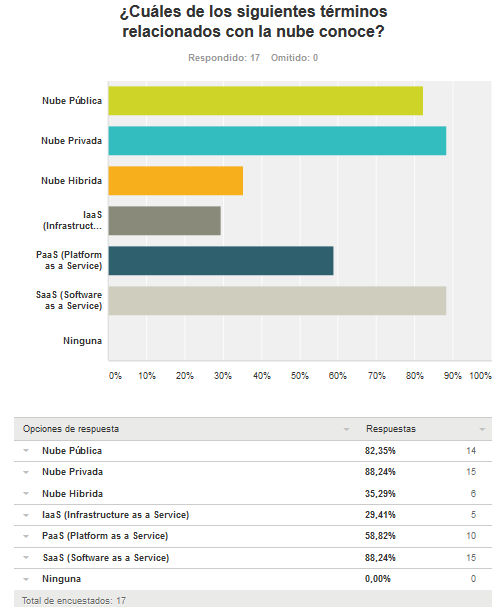 ¿Cuáles de los siguientes términos
relacionados con la nube conoce?
Respondido: 17 Omitido: 0
Nube Pública
Nube Privada
Nube Hibrida
IaaS
(Infrastruct...
PaaS (Platform
as a Service)
SaaS (Software
as a Service)
Ninguna
0% 10% 20% 30% 40% 50% 60% 70% 80% 90% 100%
Opciones de respuesta Respuestas
Nube Pública 82,35% 14
Nube Privada 88,24% 15
Nube Hibrida 35,29% 6
IaaS (Infrastructure as a Service) 29,41% 5
PaaS (Platform as a Service) 58,82% 10
SaaS (Software as a Service) 88,24% 15
Ninguna 0,00% 0
Total de encuestados: 17